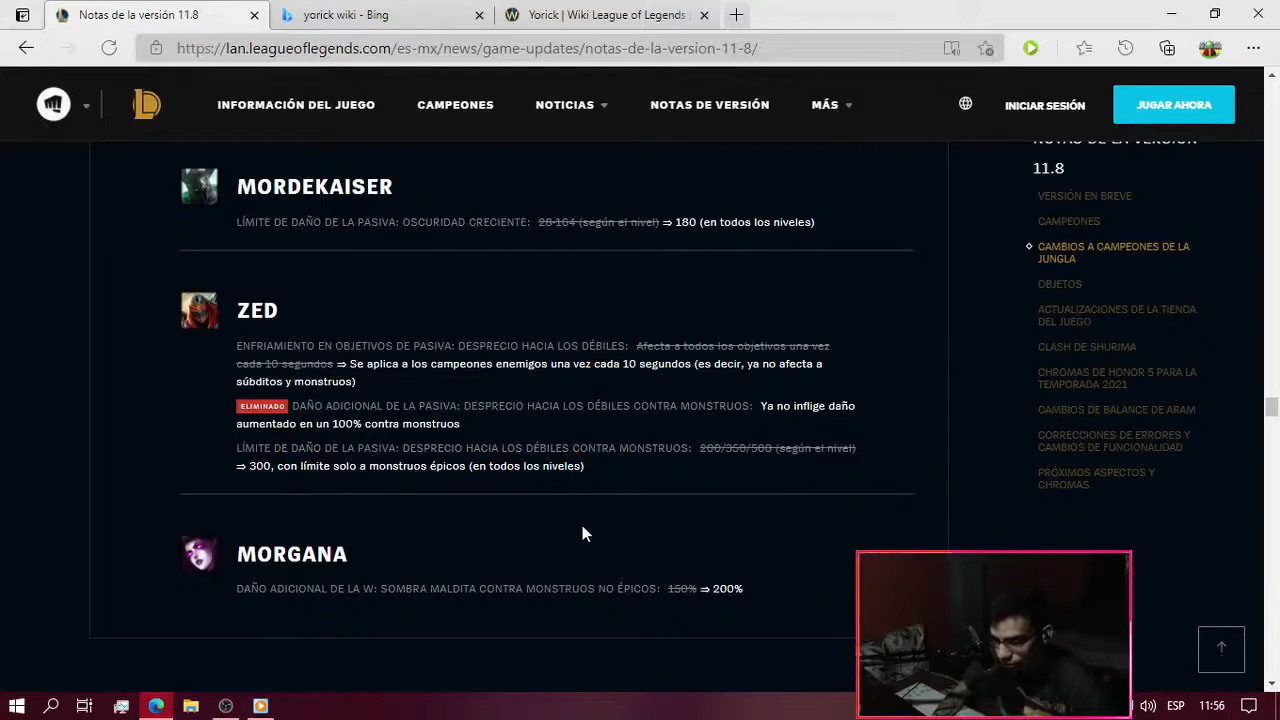 Notas de la versión 11.8
yorick wiki - Bing
Yorick | Wiki League of Legends
https://lan.leagueoflegends.com/es-mx/news/game-updates/notas-de-la-version-11-8/
INFORMACIÓN DEL JUEGO
CAMPEONES
NOTICIAS
NOTAS DE VERSIÓN
MÁS
INICIAR SESIÓN
JUGAR AHORA
MORDEKAISER
LÍMITE DE DAÑO DE LA PASIVA: OSCURIDAD CRECIENTE: 28-164 (según el nivel) ⇒ 180 (en todos los niveles)
ZED
ENFRIAMIENTO EN OBJETIVOS DE PASIVA: DESPRECIO HACIA LOS DÉBILES: Afecta a todos los objetivos una vez
cada 10 segundos ⇒ Se aplica a los campeones enemigos una vez cada 10 segundos (es decir, ya no afecta a
súbditos y monstruos)
ELIMINADO DAÑO ADICIONAL DE LA PASIVA: DESPRECIO HACIA LOS DÉBILES CONTRA MONSTRUOS: Ya no inflige daño
aumentado en un 100% contra monstruos
LÍMITE DE DAÑO DE LA PASIVA: DESPRECIO HACIA LOS DÉBILES CONTRA MONSTRUOS: 200/350/500 (según el nivel)
⇒ 300, con límite solo a monstruos épicos (en todos los niveles)
MORGANA
DAÑO ADICIONAL DE LA W: SOMBRA MALDITA CONTRA MONSTRUOS NO ÉPICOS: 150% ⇒ 200%
NOTAS DE LA VERSIÓN
11.8
VERSIÓN EN BREVE
CAMPEONES
CAMBIOS A CAMPEONES DE LA
JUNGLA
OBJETOS
ACTUALIZACIONES DE LA TIENDA
DEL JUEGO
CLASH DE SHURIMA
CHROMAS DE HONOR 5 PARA LA
TEMPORADA 2021
CAMBIOS DE BALANCE DE ARAM
CORRECCIONES DE ERRORES Y
CAMBIOS DE FUNCIONALIDAD
PRÓXIMOS ASPECTOS Y
CHROMAS
ESP
11:56